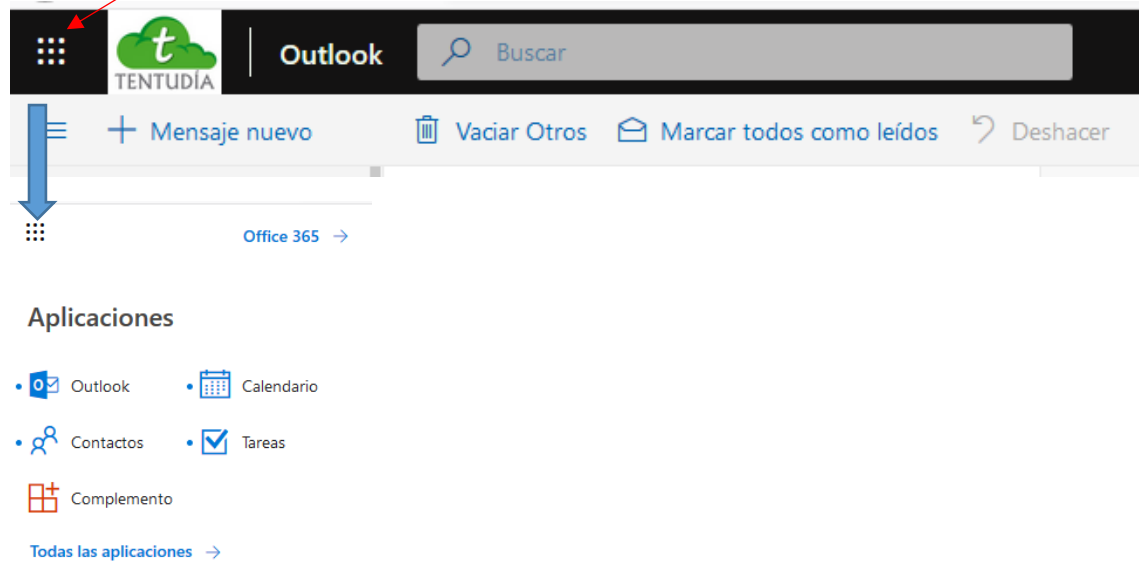 t
TENTUDÍA
Outlook
Buscar
Mensaje nuevo
Vaciar Otros
Marcar todos como leídos
Deshacer
Office 365 →
Aplicaciones
Outlook
Calendario
Contactos
Tareas
Complemento
Todas las aplicaciones →